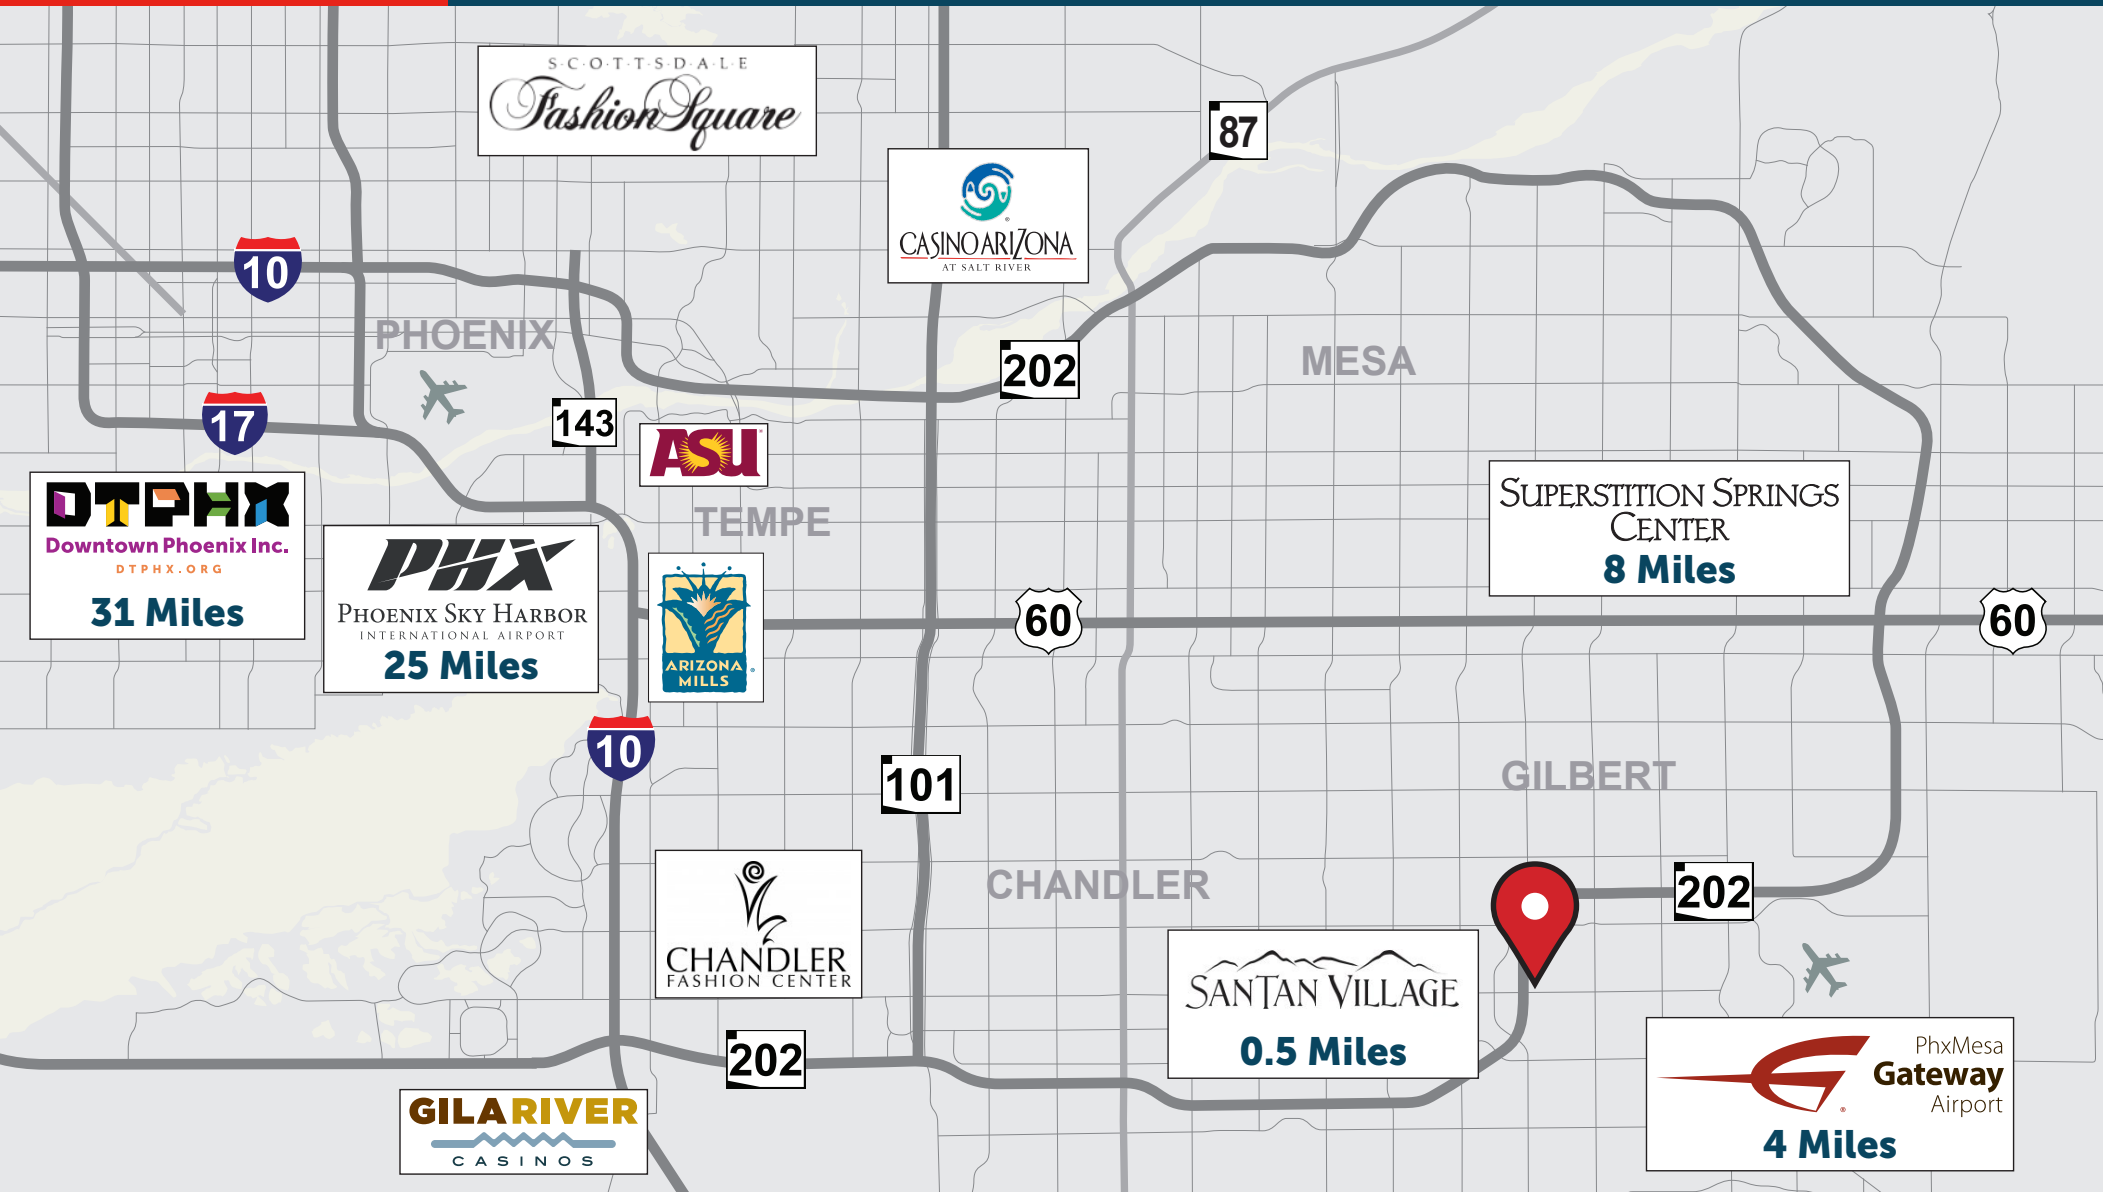 S·C·O·T·T·S·D·A·L·E
Fashion Square
87
CASINO ARIZONA
AT SALT RIVER
10
PHOENIX
202
MESA
17
143
ASU
TEMPE
DTPHX
Downtown Phoenix Inc.
DTPHX.ORG
31 Miles
PHX
PHOENIX SKY HARBOR
INTERNATIONAL AIRPORT
25 Miles
ARIZONA
MILLS
SUPERSTITION SPRINGS
CENTER
8 Miles
60
60
10
101
GILBERT
CHANDLER
202
CHANDLER
FASHION CENTER
SANTAN VILLAGE
0.5 Miles
202
PhxMesa
Gateway
Airport
4 Miles
GILARIVER
CASINOS